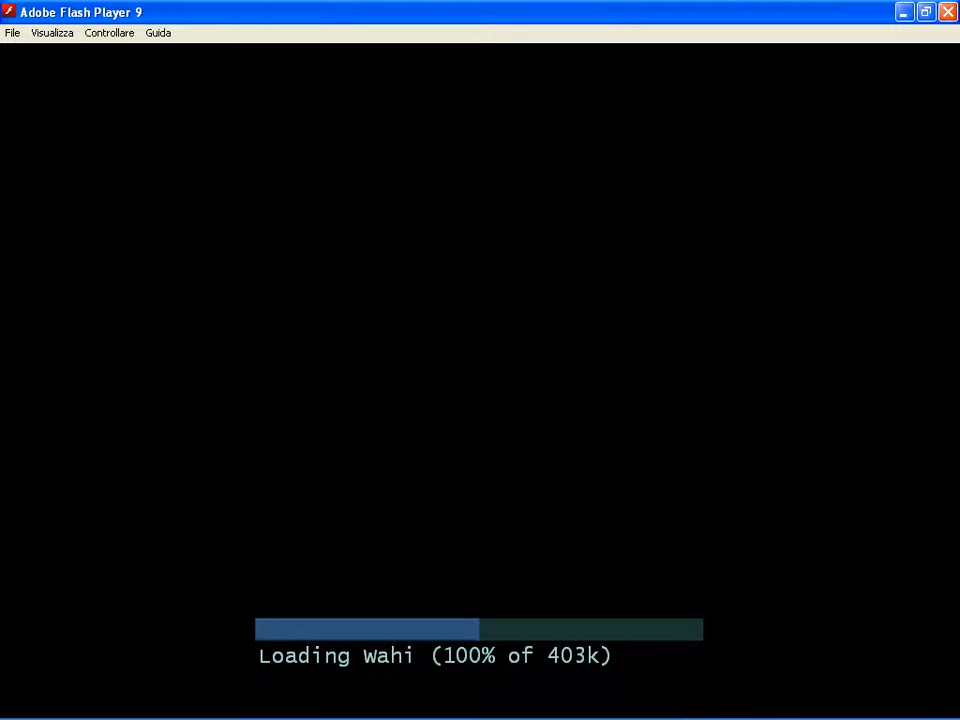 Adobe Flash Player 9
File Visualizza Controllare Guida
Loading Wahi (100% of 403k)